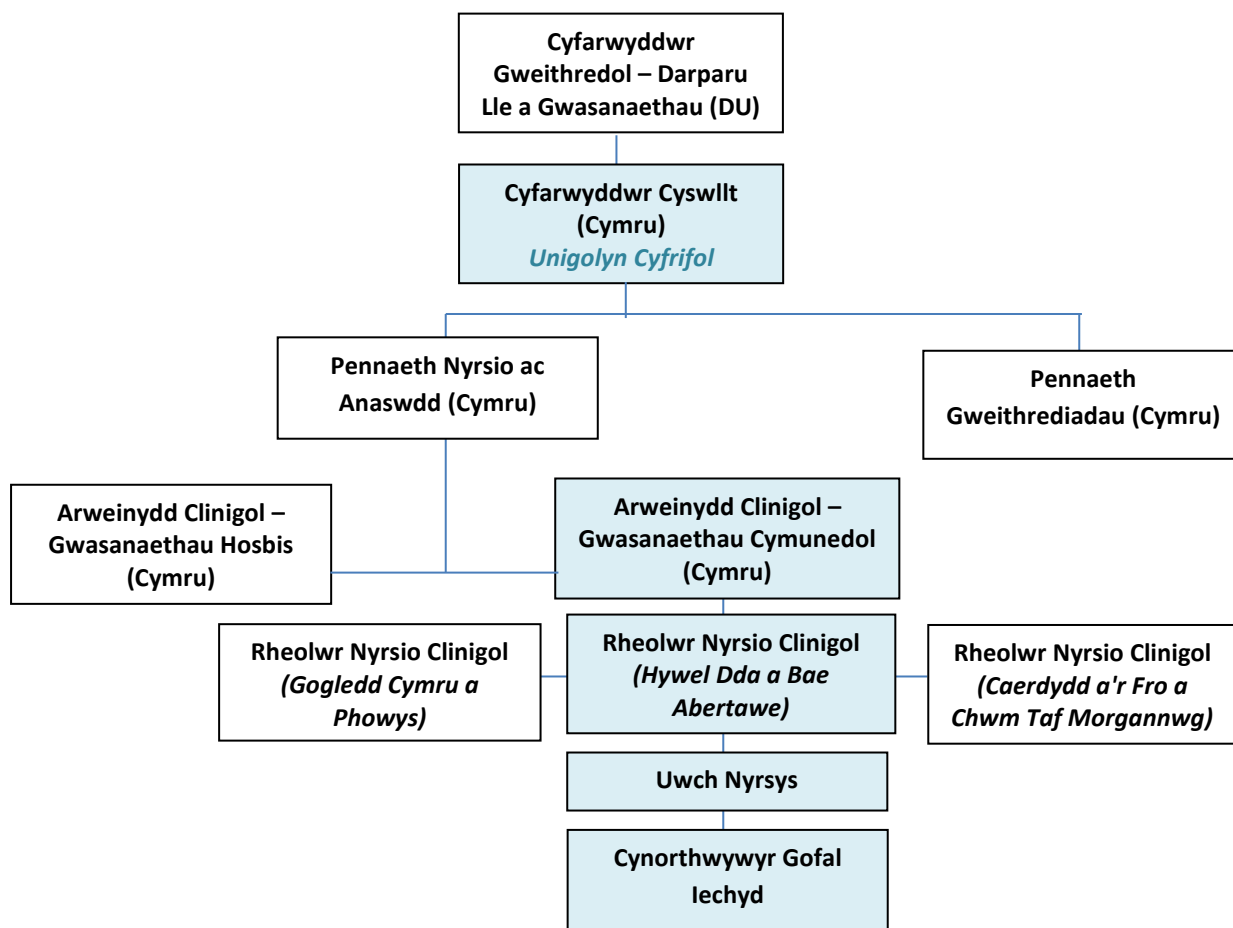 Cyfarwyddwr
Gweithredol – Darparu
Lle a Gwasanaethau (DU)
Cyfarwyddwr Cyswllt
(Cymru)
Unigolyn Cyfrifol
Pennaeth Nyrsio ac
Anaswdd (Cymru)
Pennaeth
Gweithrediadau (Cymru)
Arweinydd Clinigol –
Gwasanaethau Hosbis
(Cymru)
Arweinydd Clinigol –
Gwasanaethau Cymunedol
(Cymru)
Rheolwr Nyrsio Clinigol
(Gogledd Cymru a
Phowys)
Rheolwr Nyrsio Clinigol
(Hywel Dda a Bae
Abertawe)
Rheolwr Nyrsio Clinigol
(Caerdydd a'r Fro a
Chwm Taf Morgannwg)
Uwch Nyrsys
Cynorthwywyr Gofal
Iechyd